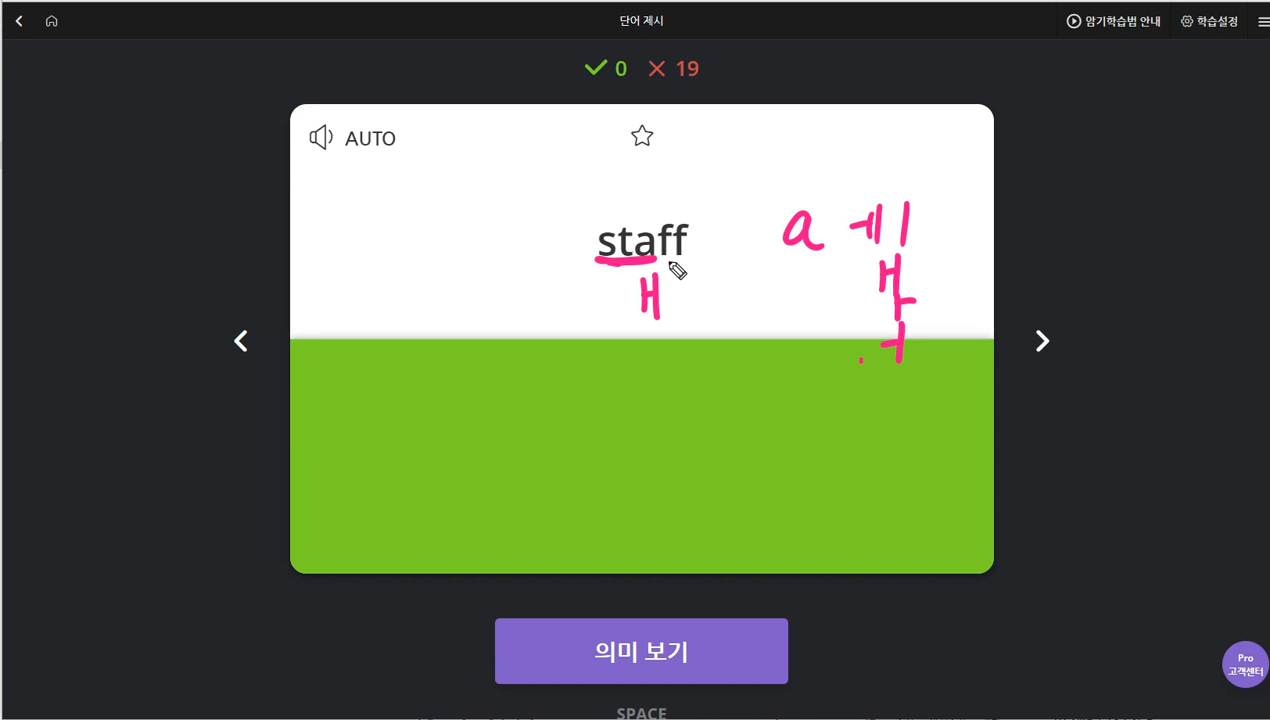 단어 제시
암기학습법 안내
학습설정
0 19
AUTO
staff
ㅐ
a ㅔㅣ
ㅐ
ㅏ
ㅓ
의미 보기
Pro
고객센터
SPACE